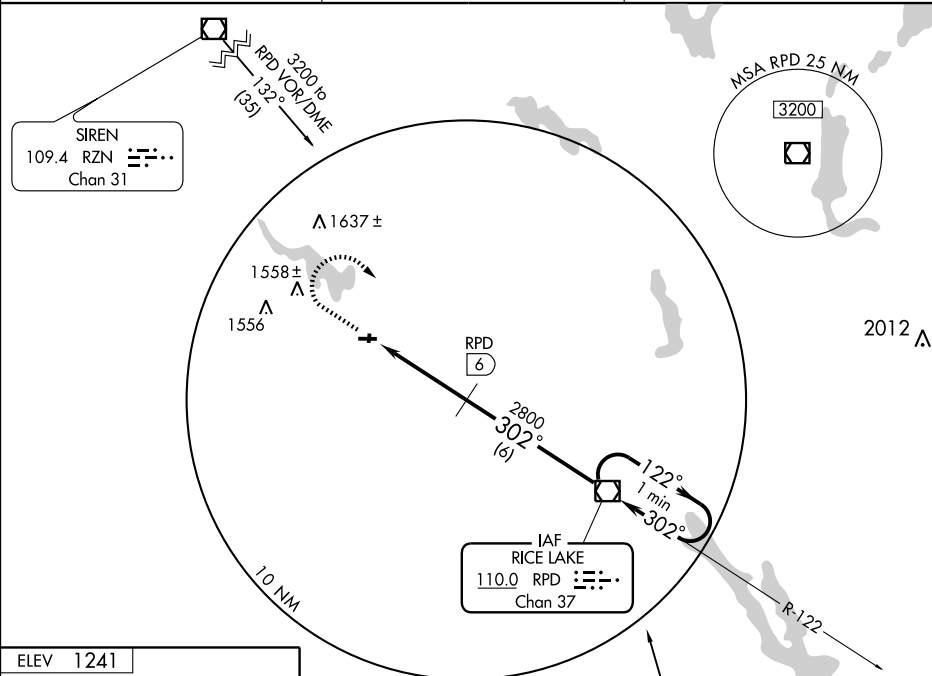 3200 to
RPD VOR/DME
132°
(35)
MSA RPD 25 NM
3200
SIREN
109.4 RZN
Chan 31
1637 ±
1558 ±
1556
2012
RPD
6
2800
302°
(6)
122°
1 min
302°
IAF
RICE LAKE
110.0 RPD
Chan 37
10 NM
R-122
ELEV 1241